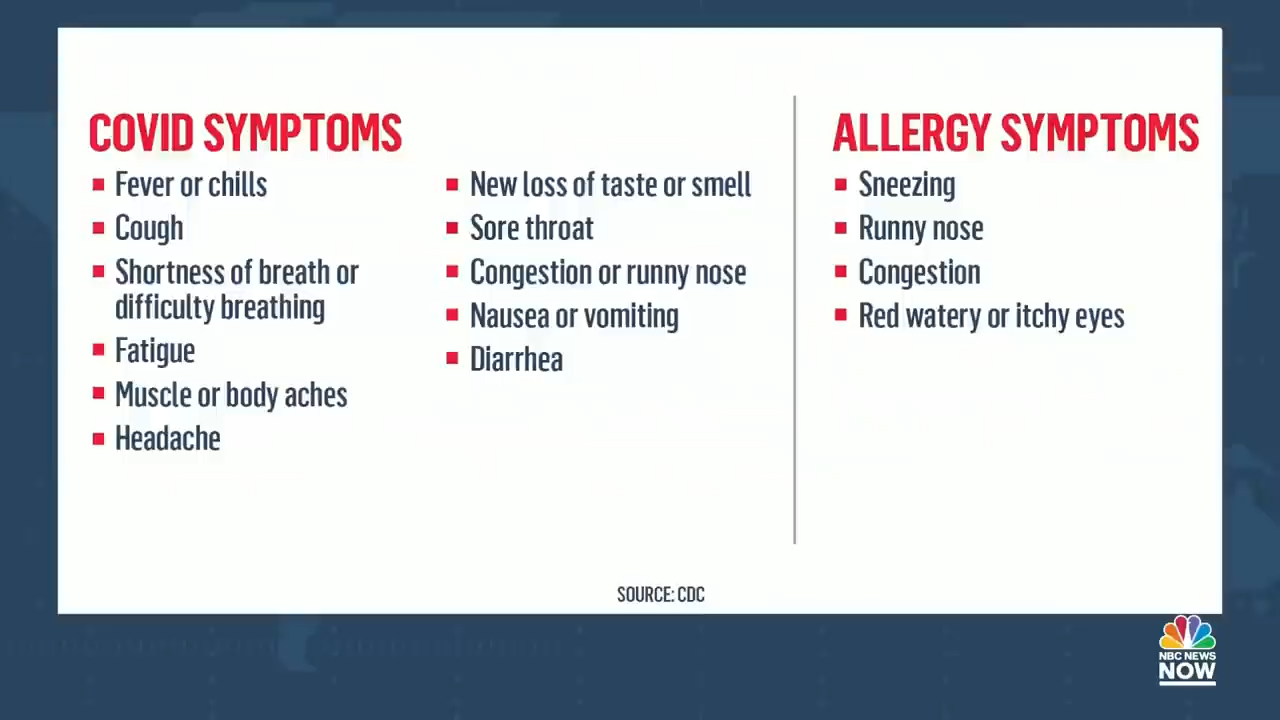 COVID SYMPTOMS
Fever or chills
Cough
Shortness of breath or
difficulty breathing
Fatigue
Muscle or body aches
Headache
New loss of taste or smell
Sore throat
Congestion or runny nose
Nausea or vomiting
Diarrhea
ALLERGY SYMPTOMS
Sneezing
Runny nose
Congestion
Red watery or itchy eyes
SOURCE: CDC
NBC NEWS
NOW